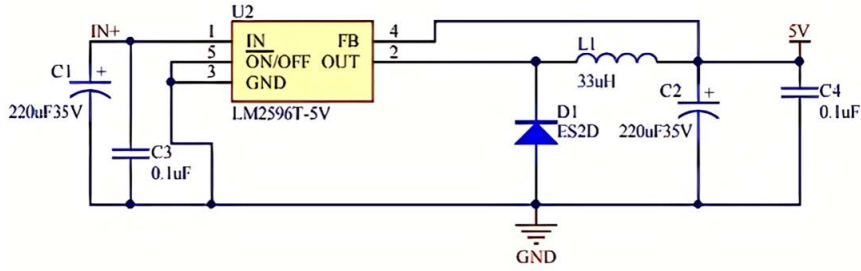 U2
IN+
1
IN
FB
4
5V
5
ON/OFF
OUT
2
L1
3
GND
C1
+
33uH
C2
+
C4
220uF35V
LM2596T-5V
D1
0.1uF
ES2D
220uF35V
C3
0.1uF
GND